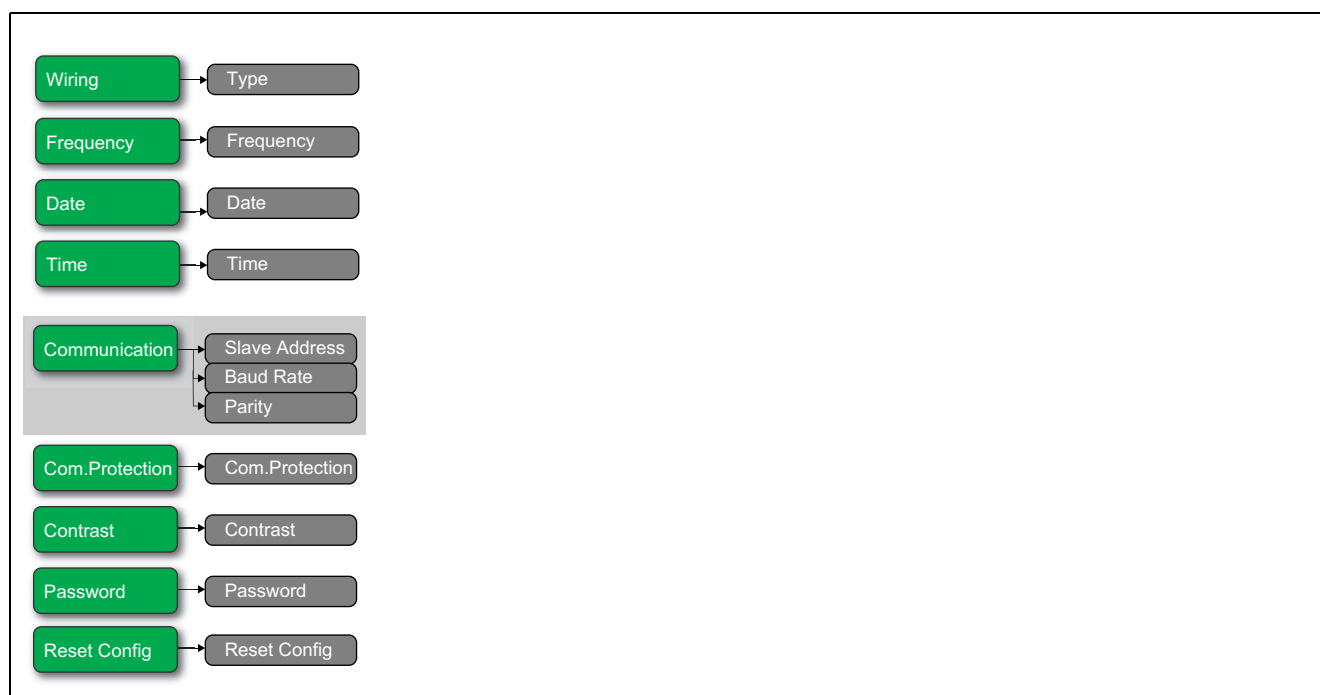 Wiring Type
Frequency Frequency
Date Date
Time Time
Communication Slave Address
Baud Rate
Parity
Com.Protection Com.Protection
Contrast Contrast
Password Password
Reset Config Reset Config